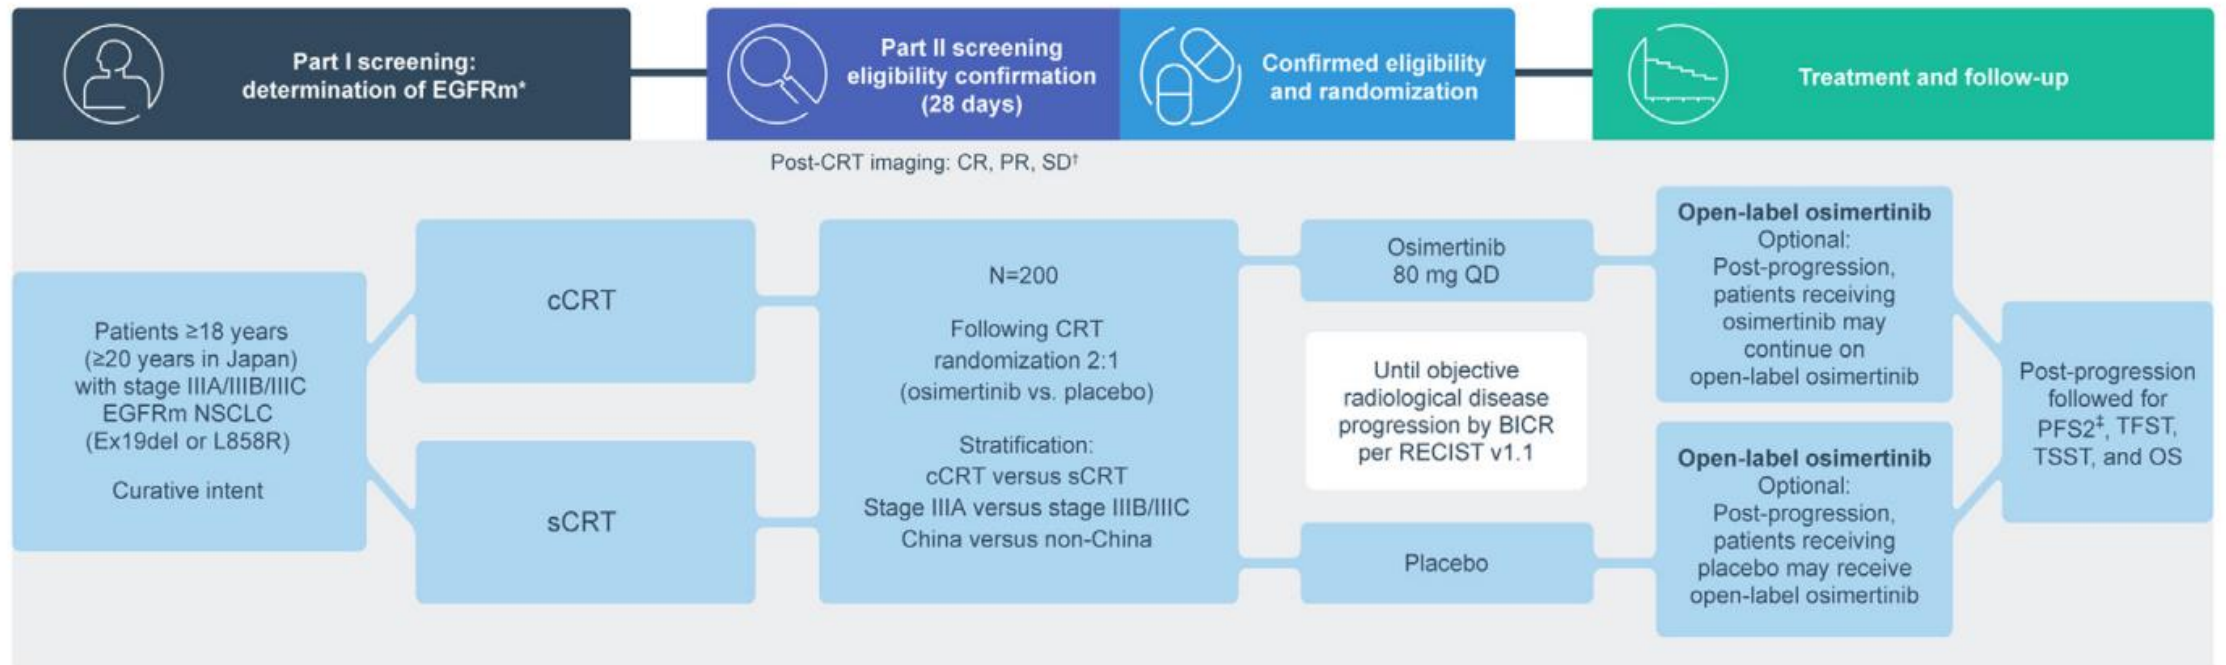 Part I screening:
determination of EGFRm*
Part II screening
eligibility confirmation
(28 days)
Confirmed eligibility
and randomization
Treatment and follow-up
Post-CRT imaging: CR, PR, SD†
Patients ≥18 years
(≥20 years in Japan)
with stage IIIA/IIIB/IIIC
EGFRm NSCLC
(Ex19del or L858R)
Curative intent
cCRT
sCRT
N=200
Following CRT
randomization 2:1
(osimertinib vs. placebo)
Stratification:
cCRT versus sCRT
Stage IIIA versus stage IIIB/IIIC
China versus non-China
Osimertinib
80 mg QD
Until objective
radiological disease
progression by BICR
per RECIST v1.1
Placebo
Open-label osimertinib
Optional:
Post-progression,
patients receiving
osimertinib may
continue on
open-label osimertinib
Open-label osimertinib
Optional:
Post-progression,
patients receiving
placebo may receive
open-label osimertinib
Post-progression
followed for
PFS2‡, TFST,
TSST, and OS